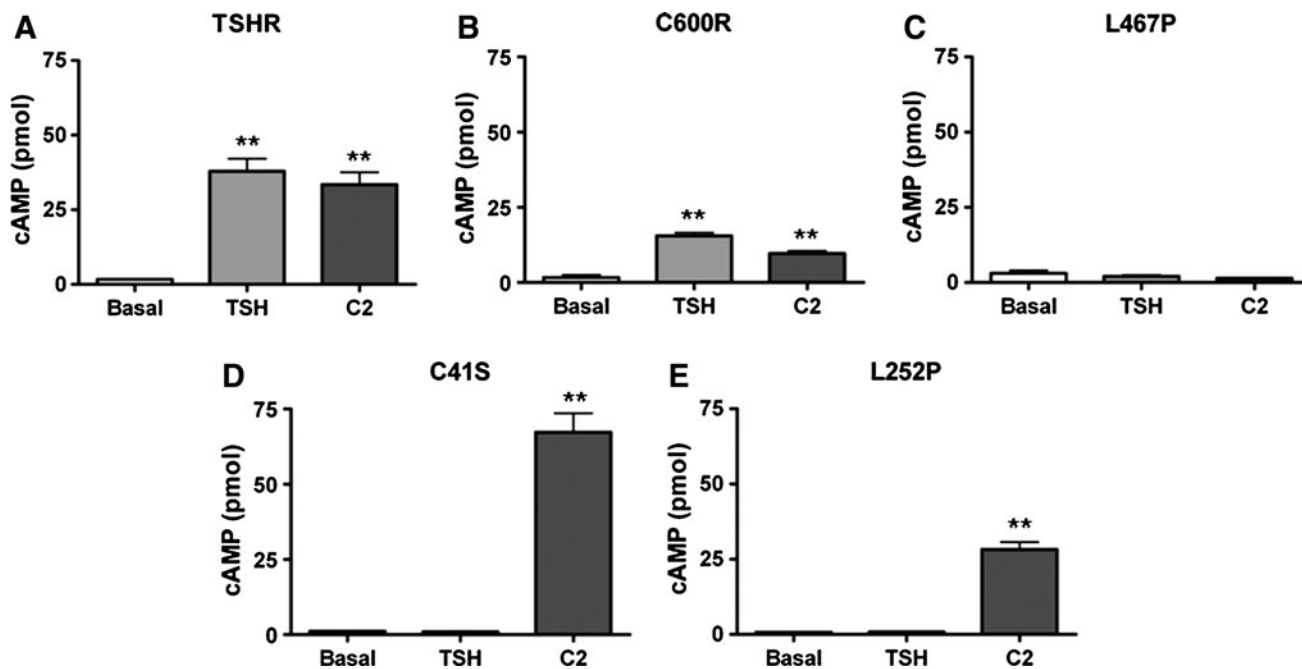 A TSHR
cAMP (pmol)
75
50
25
0
** **
Basal TSH C2
B C600R
cAMP (pmol)
75
50
25
0
** **
Basal TSH C2
C L467P
cAMP (pmol)
75
50
25
0
Basal TSH C2
D C41S
cAMP (pmol)
75
50
25
0
**
Basal TSH C2
E L252P
cAMP (pmol)
75
50
25
0
**
Basal TSH C2